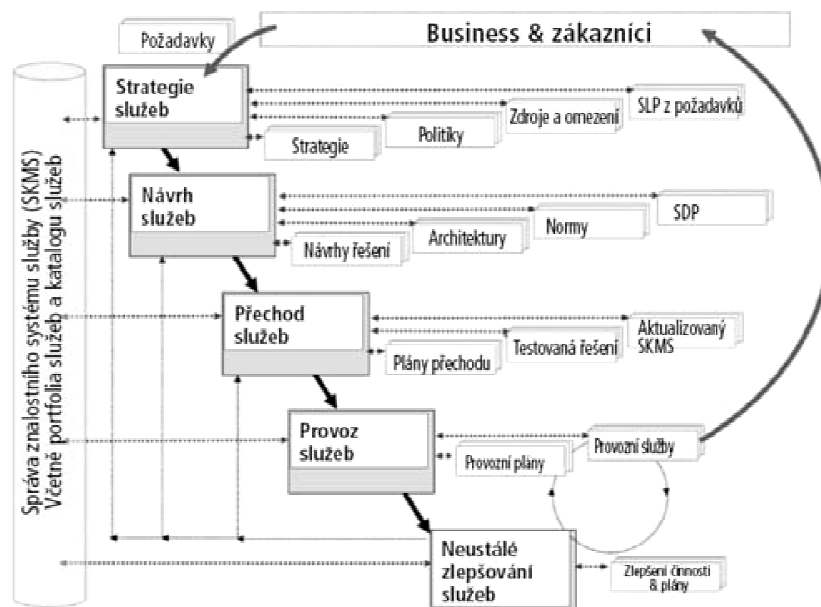 Business & zákazníci
Požadavky
Strategie
služeb
SLP z požadavků
Zdroje a omezení
Politiky
Strategie
Návrh
služeb
SDP
Normy
Architektury
Návrhy řešení
Přechod
služeb
Aktualizovaný
SKMS
Testovaná řešení
Plány přechodu
Provoz
služeb
Provozní služby
Provozní plány
Neustálé
zlepšování
služeb
Zlepšení činností
& plány
Správa znalostního systému služby (SKMS)
Včetně portfolia služeb a katalogu služeb